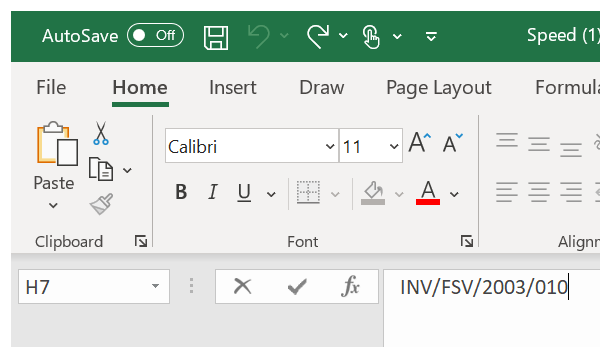 AutoSave Off Speed (1)
File Home Insert Draw Page Layout Formula
Calibri 11 A A
Paste
B I U A
Clipboard Font Alignm
H7 fx INV/FSV/2003/010